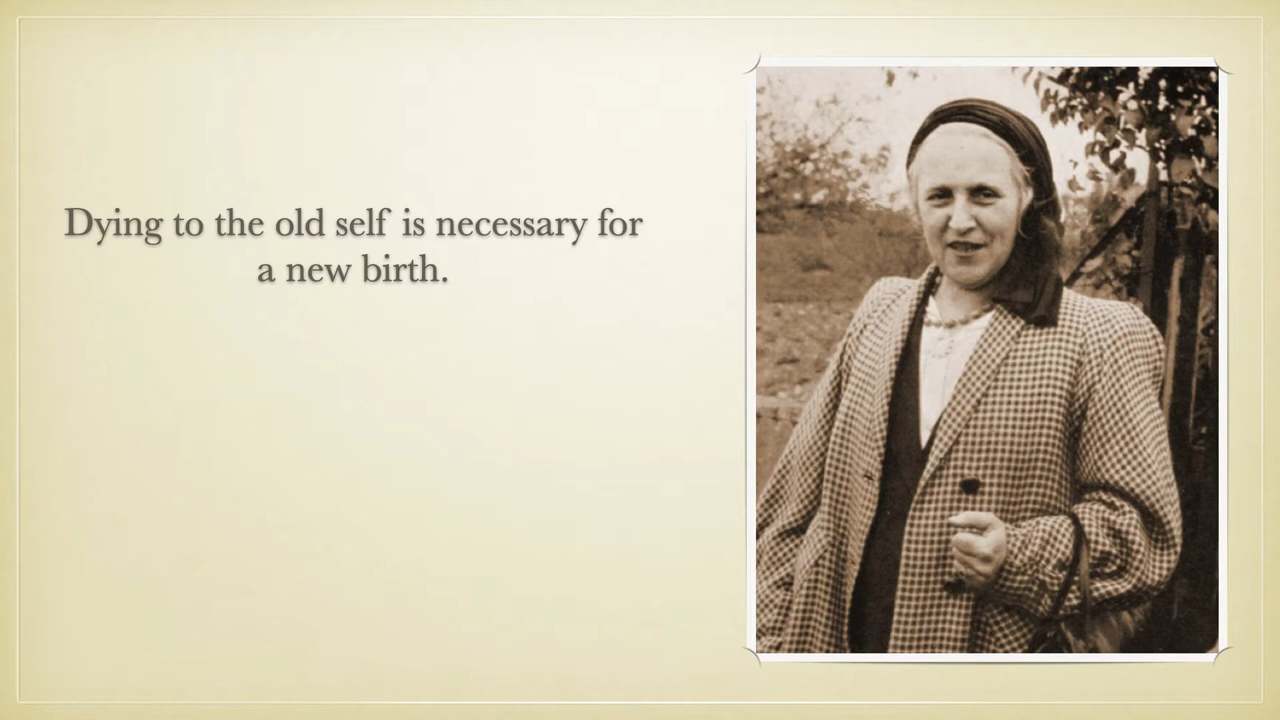 Dying to the old self is necessary for
a new birth.